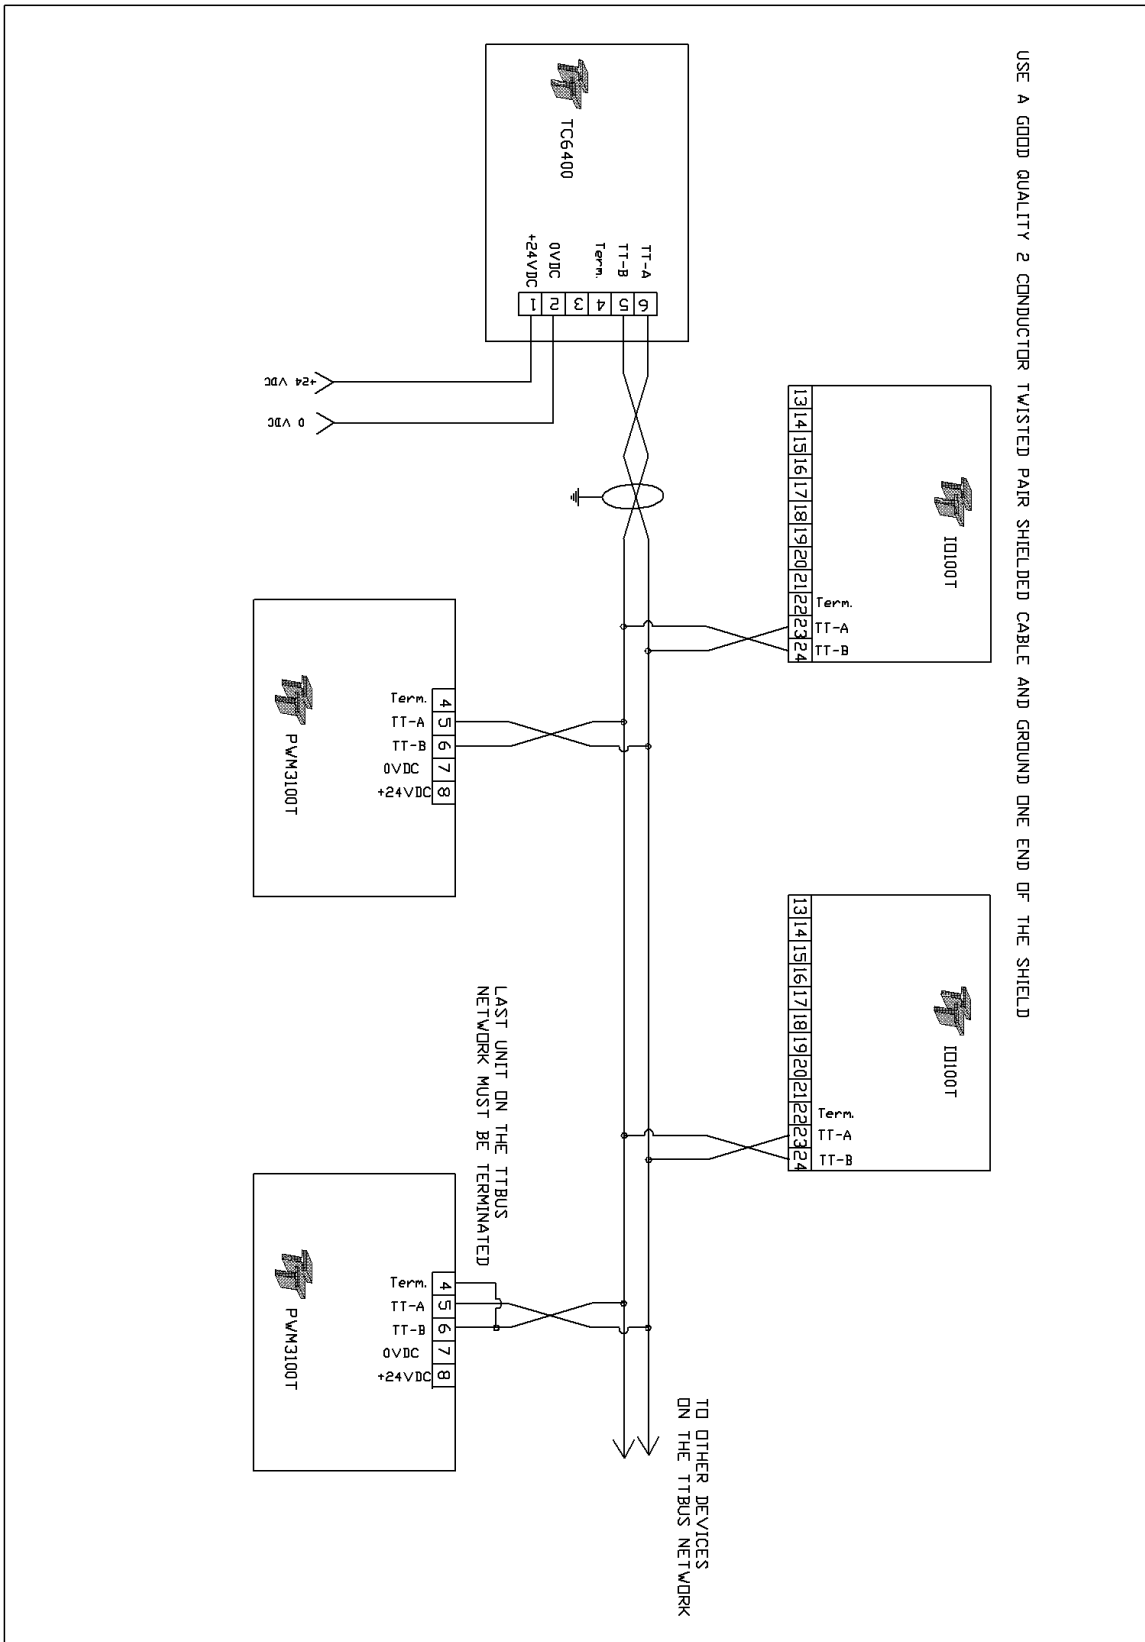 USE A GOOD QUALITY 2 CONDUCTOR TWISTED PAIR SHIELDED CABLE AND GROUND ONE END OF THE SHIELD
TC6400
TT-A
TT-B
Term.
0VDC
+24VDC
6
5
4
3
2
1
+24 VDC
0 VDC
IO100T
13 14 15 16 17 18 19 20 21 22 23 24
Term.
TT-A
TT-B
IO100T
13 14 15 16 17 18 19 20 21 22 23 24
Term.
TT-A
TT-B
PWM3100T
Term. 4
TT-A 5
TT-B 6
0VDC 7
+24VDC 8
LAST UNIT ON THE TTBUS
NETWORK MUST BE TERMINATED
PWM3100T
Term. 4
TT-A 5
TT-B 6
0VDC 7
+24VDC 8
TO OTHER DEVICES
ON THE TTBUS NETWORK